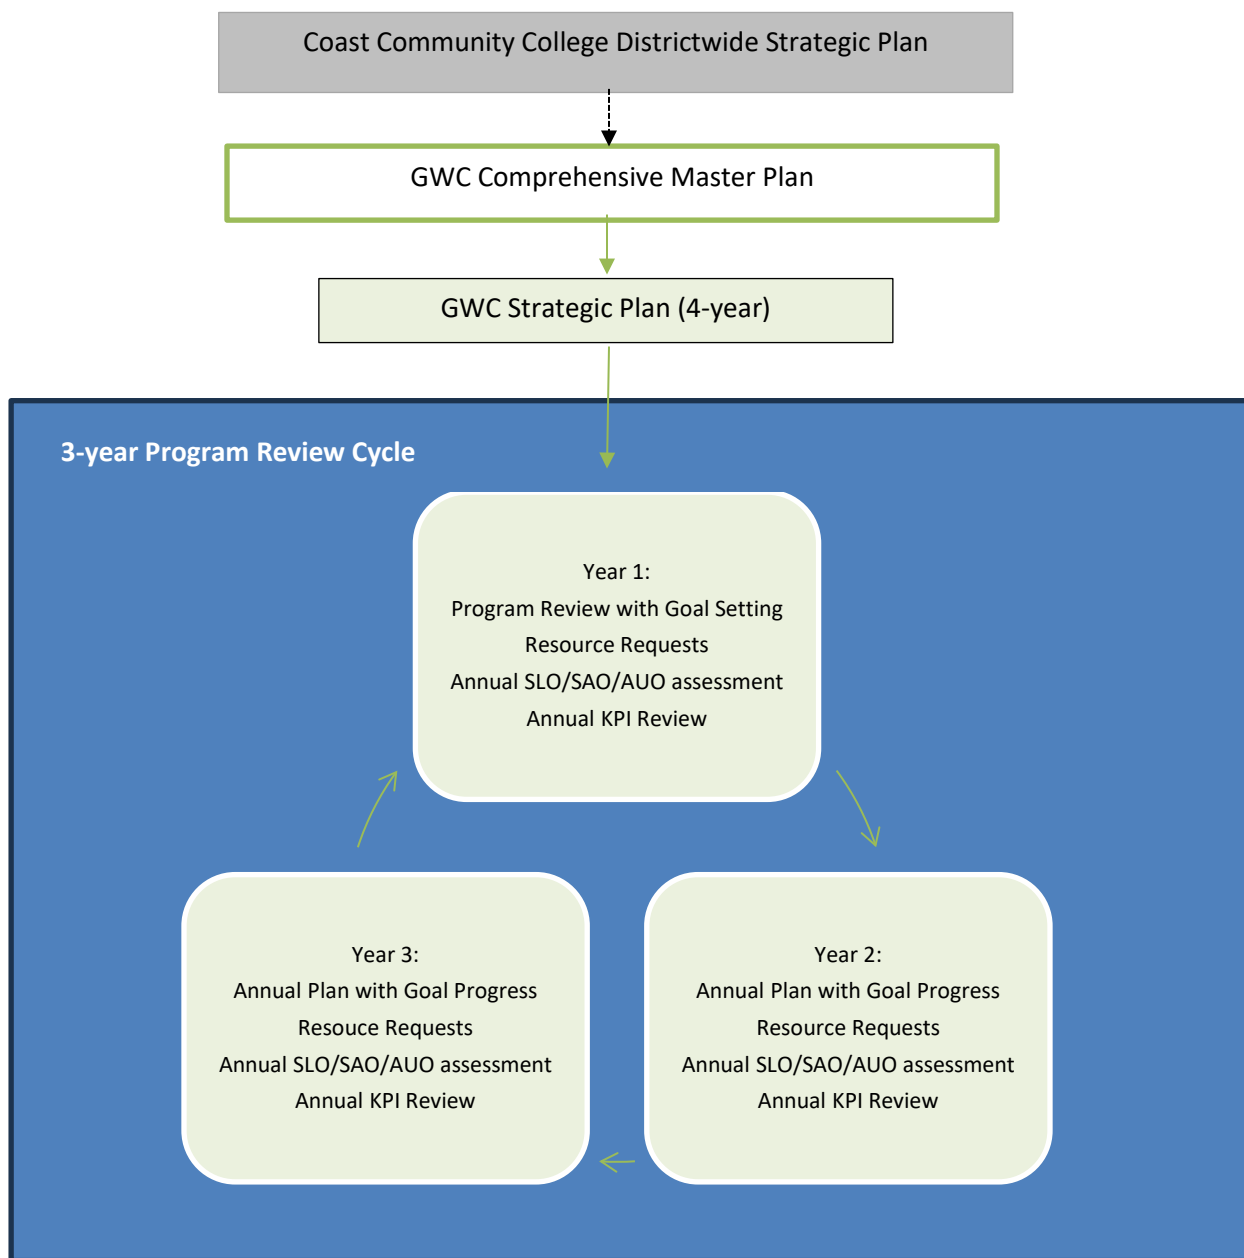 Coast Community College Districtwide Strategic Plan
GWC Comprehensive Master Plan
GWC Strategic Plan (4-year)
3-year Program Review Cycle
Year 1:
Program Review with Goal Setting
Resource Requests
Annual SLO/SAO/AUO assessment
Annual KPI Review
Year 3:
Annual Plan with Goal Progress
Resouce Requests
Annual SLO/SAO/AUO assessment
Annual KPI Review
Year 2:
Annual Plan with Goal Progress
Resource Requests
Annual SLO/SAO/AUO assessment
Annual KPI Review